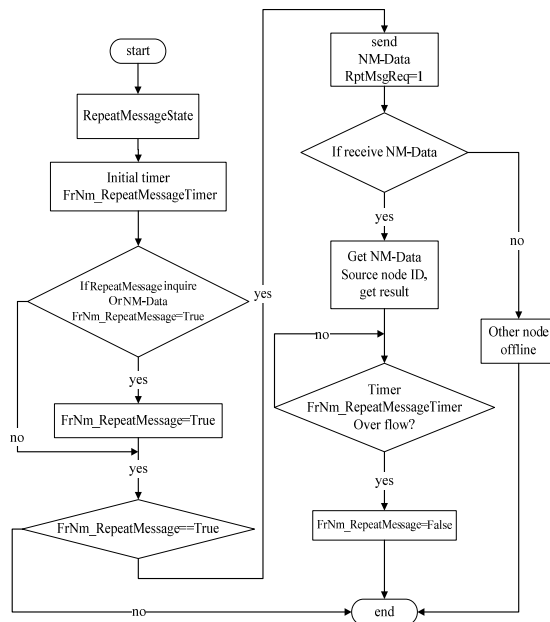 start
RepeatMessageState
Initial timer
FrNm_RepeatMessageTimer
If RepeatMessage inquire
Or NM-Data
FrNm_RepeatMessage=True
yes
FrNm_RepeatMessage=True
no
yes
FrNm_RepeatMessage==True
no
yes
send
NM-Data
RptMsgReq=1
If receive NM-Data
yes
no
Get NM-Data
Source node ID,
get result
no
Other node
offline
Timer
FrNm_RepeatMessageTimer
Over flow?
yes
FrNm_RepeatMessage=False
end